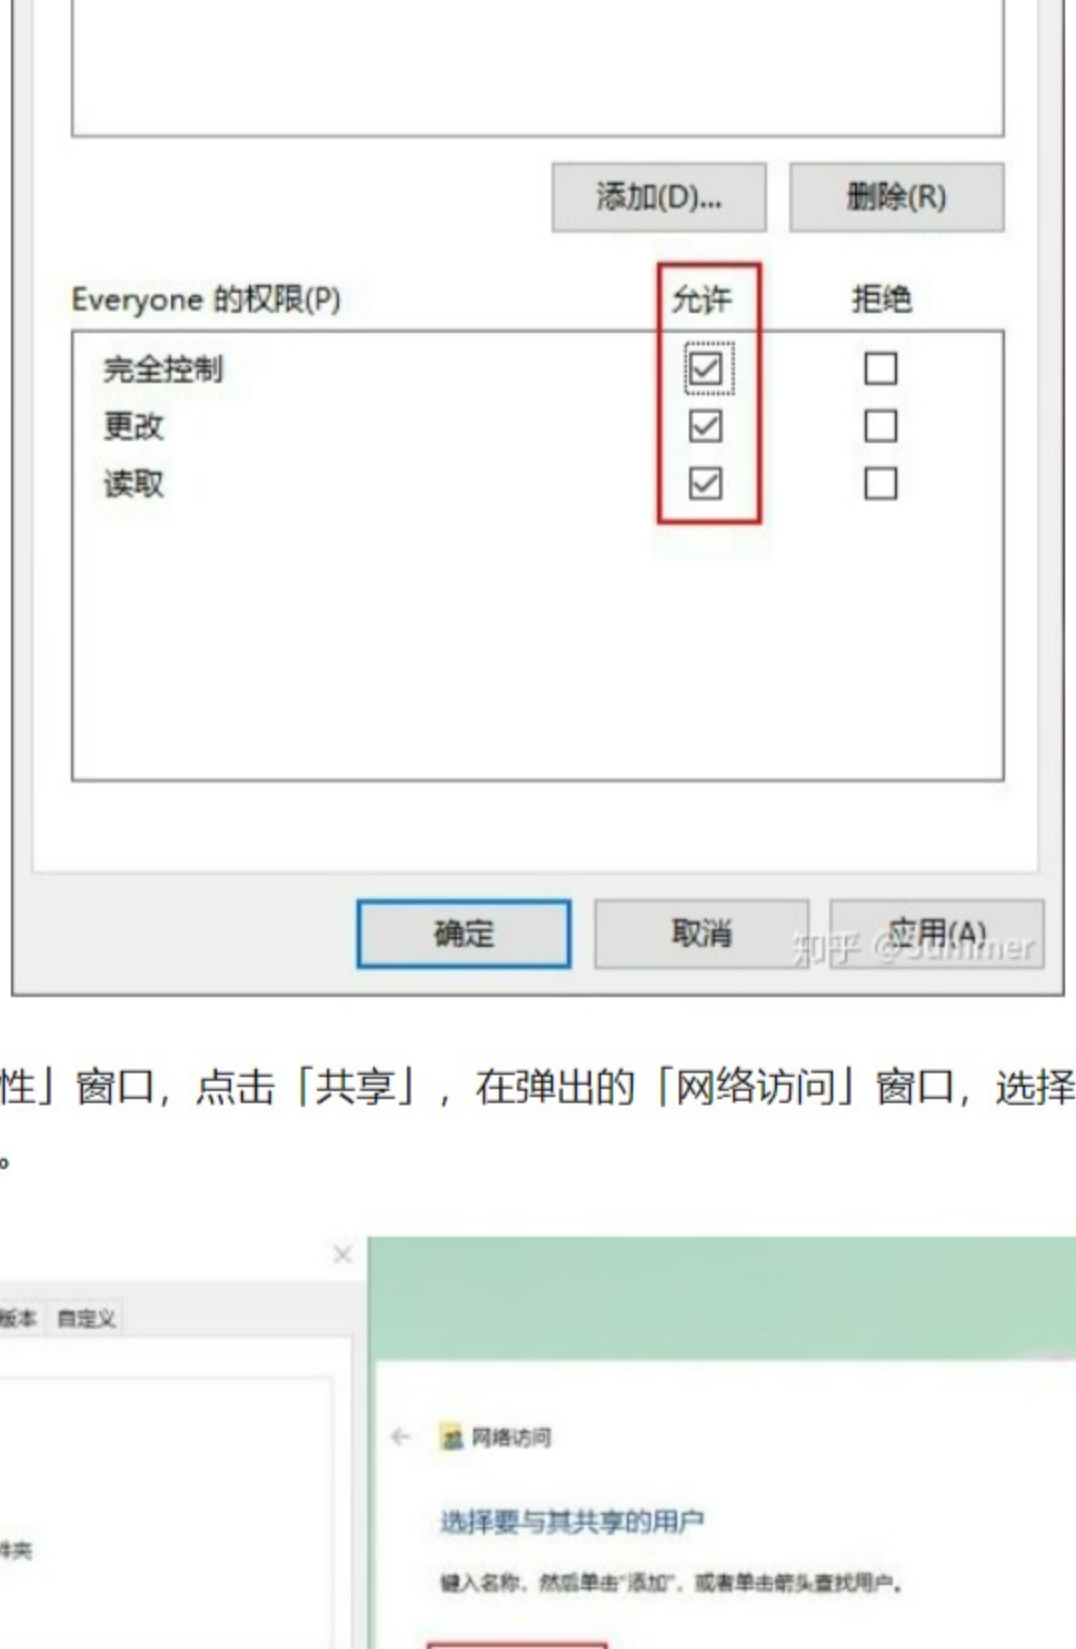 添加(D)... 删除(R)
Everyone 的权限(P) 允许 拒绝
完全控制
更改
读取
确定 取消 应用(A)
知乎 @Summer
性」窗口，点击「共享」，在弹出的「网络访问」窗口，选择
。
版本 自定义
网络访问
选择要与其共享的用户
件夹
键入名称，然后单击"添加"，或者单击箭头查找用户。